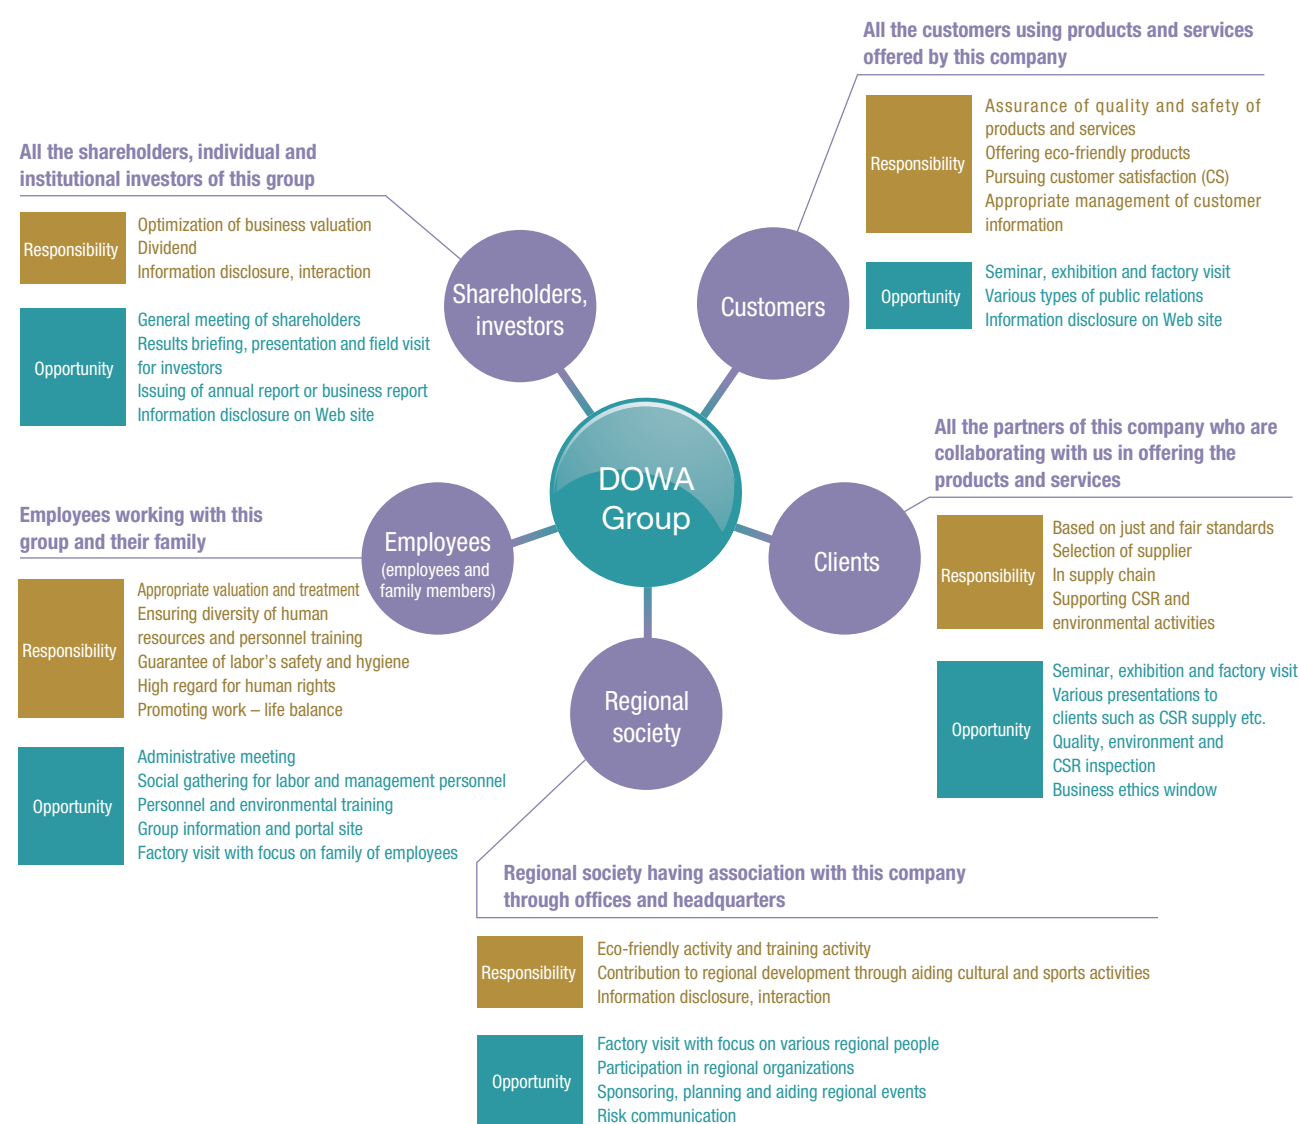 All the customers using products and services
offered by this company
Responsibility
Assurance of quality and safety of
products and services
Offering eco-friendly products
Pursuing customer satisfaction (CS)
Appropriate management of customer
information
Opportunity
Seminar, exhibition and factory visit
Various types of public relations
Information disclosure on Web site
All the shareholders, individual and
institutional investors of this group
Responsibility
Optimization of business valuation
Dividend
Information disclosure, interaction
Opportunity
General meeting of shareholders
Results briefing, presentation and field visit
for investors
Issuing of annual report or business report
Information disclosure on Web site
Shareholders,
investors
Customers
DOWA
Group
Employees
(employees and
family members)
Clients
Regional
society
All the partners of this company who are
collaborating with us in offering the
products and services
Responsibility
Based on just and fair standards
Selection of supplier
In supply chain
Supporting CSR and
environmental activities
Opportunity
Seminar, exhibition and factory visit
Various presentations to
clients such as CSR supply etc.
Quality, environment and
CSR inspection
Business ethics window
Employees working with this
group and their family
Responsibility
Appropriate valuation and treatment
Ensuring diversity of human
resources and personnel training
Guarantee of labor's safety and hygiene
High regard for human rights
Promoting work – life balance
Opportunity
Administrative meeting
Social gathering for labor and management personnel
Personnel and environmental training
Group information and portal site
Factory visit with focus on family of employees
Regional society having association with this company
through offices and headquarters
Responsibility
Eco-friendly activity and training activity
Contribution to regional development through aiding cultural and sports activities
Information disclosure, interaction
Opportunity
Factory visit with focus on various regional people
Participation in regional organizations
Sponsoring, planning and aiding regional events
Risk communication